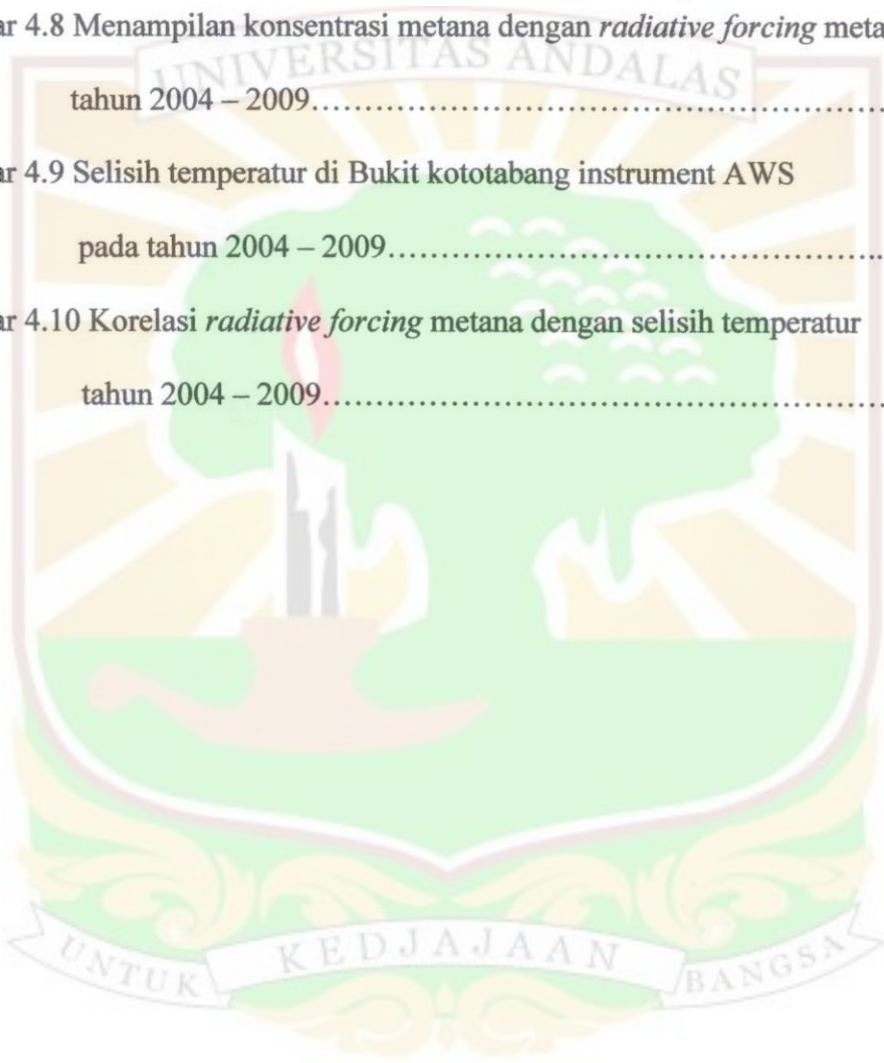 ar 4.8 Menampilan konsentrasi metana dengan radiative forcing meta
UNIVERSITAS ANDALAS
tahun 2004 – 2009................................................................
ar 4.9 Selisih temperatur di Bukit kototabang instrument AWS
pada tahun 2004 – 2009................................................................
ar 4.10 Korelasi radiative forcing metana dengan selisih temperatur
tahun 2004 – 2009................................................................
UNTUK KEDJAJAAN BANGSA